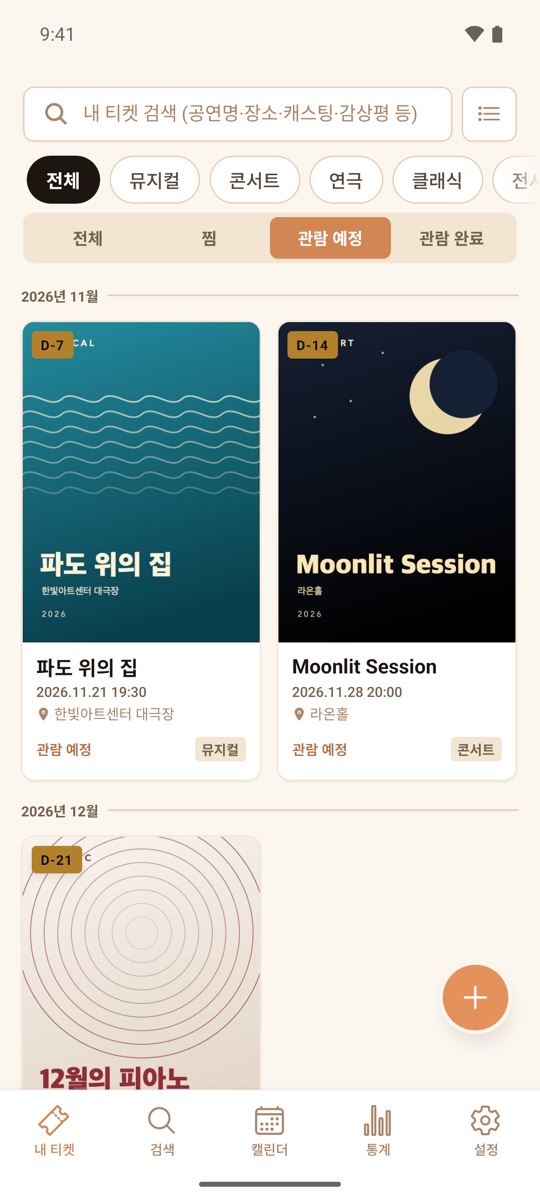 9:41
내 티켓 검색 (공연명·장소·캐스팅·감상평 등)
전체 뮤지컬 콘서트 연극 클래식
전체 찜 관람 예정 관람 완료
2026년 11월
D-7 CAL
파도 위의 집
한빛아트센터 대극장
2026
파도 위의 집
2026.11.21 19:30
한빛아트센터 대극장
관람 예정 뮤지컬
D-14 RT
Moonlit Session
라온홀
2026
Moonlit Session
2026.11.28 20:00
라온홀
관람 예정 콘서트
2026년 12월
D-21 C
12월의 피아노
내 티켓 검색 캘린더 통계 설정